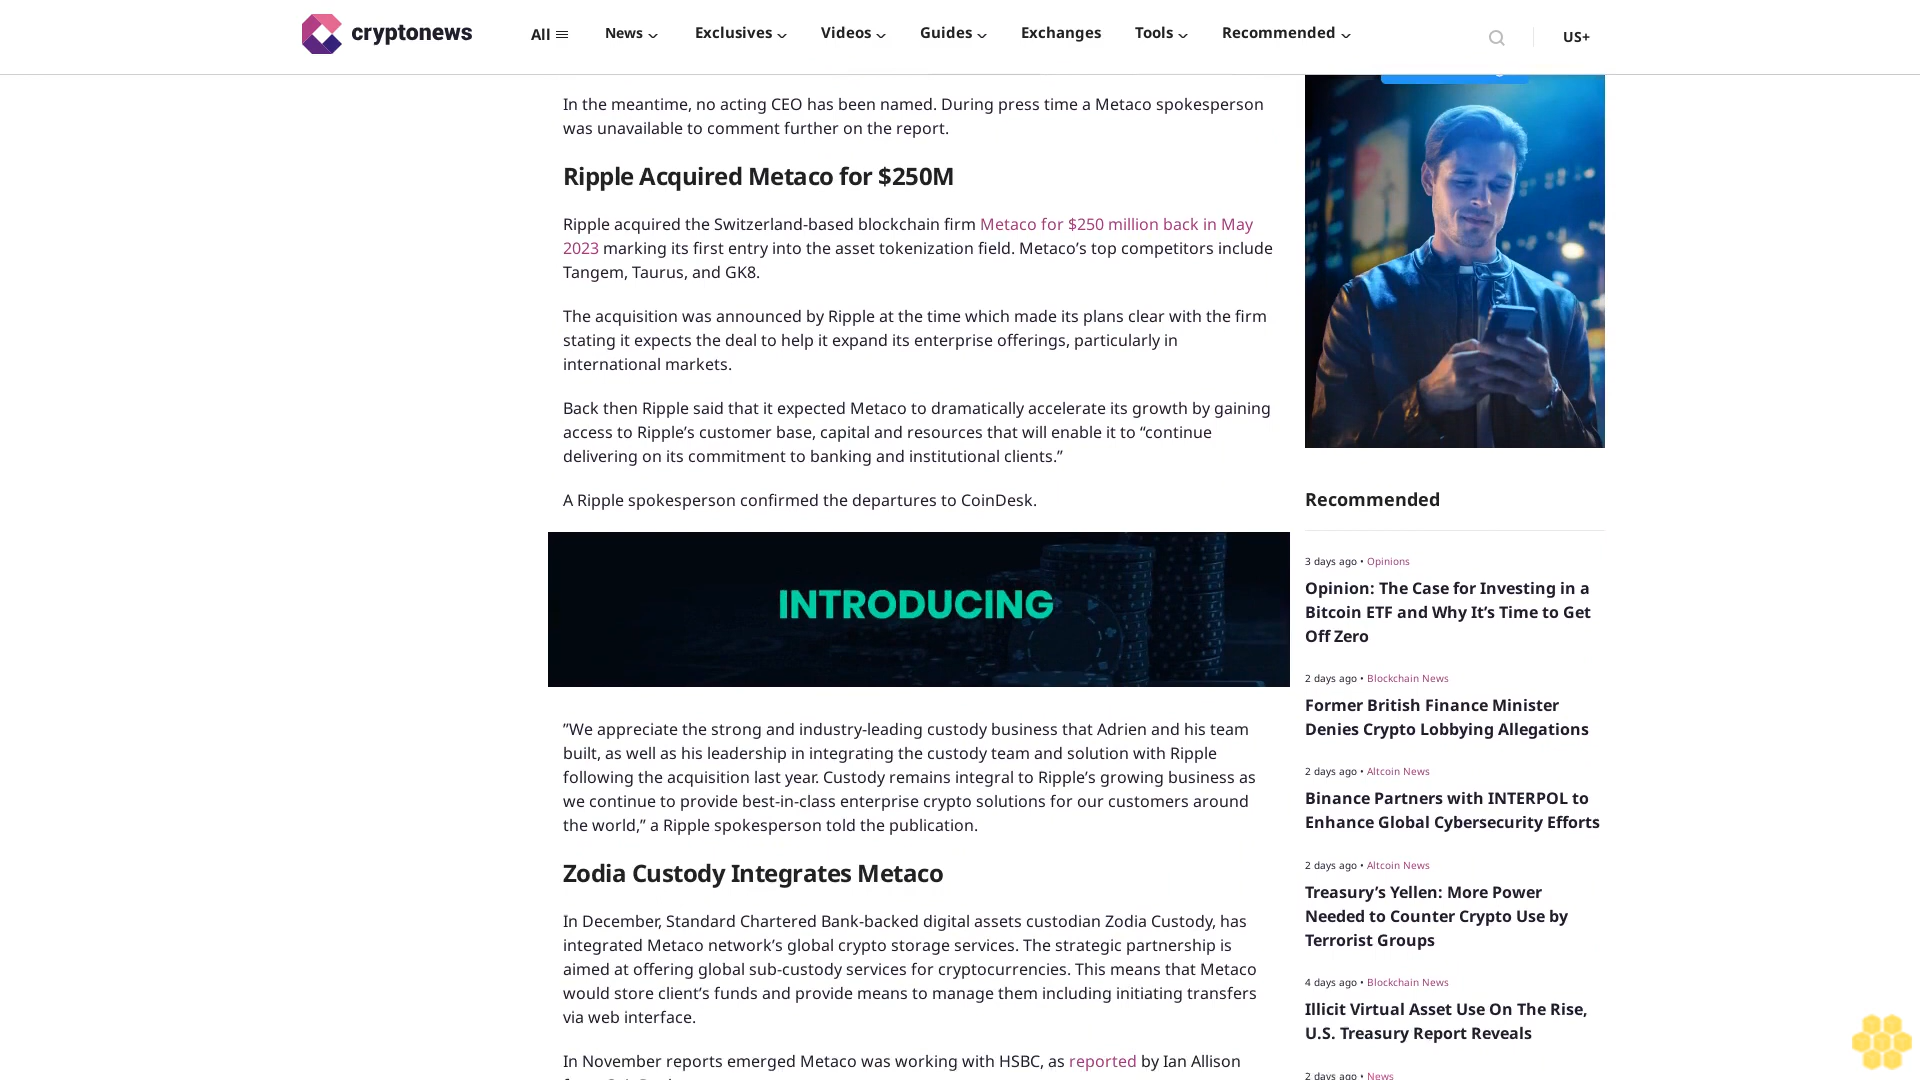 cryptonews
All
News
Exclusives
Videos
Guides
Exchanges
Tools
Recommended
US+
In the meantime, no acting CEO has been named. During press time a Metaco spokesperson
was unavailable to comment further on the report.
Ripple Acquired Metaco for $250M
Ripple acquired the Switzerland-based blockchain firm Metaco for $250 million back in May
2023 marking its first entry into the asset tokenization field. Metaco’s top competitors include
Tangem, Taurus, and GK8.
The acquisition was announced by Ripple at the time which made its plans clear with the firm
stating it expects the deal to help it expand its enterprise offerings, particularly in
international markets.
Back then Ripple said that it expected Metaco to dramatically accelerate its growth by gaining
access to Ripple’s customer base, capital and resources that will enable it to “continue
delivering on its commitment to banking and institutional clients.”
A Ripple spokesperson confirmed the departures to CoinDesk.
INTRODUCING
”We appreciate the strong and industry-leading custody business that Adrien and his team
built, as well as his leadership in integrating the custody team and solution with Ripple
following the acquisition last year. Custody remains integral to Ripple’s growing business as
we continue to provide best-in-class enterprise crypto solutions for our customers around
the world,” a Ripple spokesperson told the publication.
Zodia Custody Integrates Metaco
In December, Standard Chartered Bank-backed digital assets custodian Zodia Custody, has
integrated Metaco network’s global crypto storage services. The strategic partnership is
aimed at offering global sub-custody services for cryptocurrencies. This means that Metaco
would store client’s funds and provide means to manage them including initiating transfers
via web interface.
In November reports emerged Metaco was working with HSBC, as reported by Ian Allison
Recommended
3 days ago • Opinions
Opinion: The Case for Investing in a
Bitcoin ETF and Why It’s Time to Get
Off Zero
2 days ago • Blockchain News
Former British Finance Minister
Denies Crypto Lobbying Allegations
2 days ago • Altcoin News
Binance Partners with INTERPOL to
Enhance Global Cybersecurity Efforts
2 days ago • Altcoin News
Treasury’s Yellen: More Power
Needed to Counter Crypto Use by
Terrorist Groups
4 days ago • Blockchain News
Illicit Virtual Asset Use On The Rise,
U.S. Treasury Report Reveals
2 days ago • News